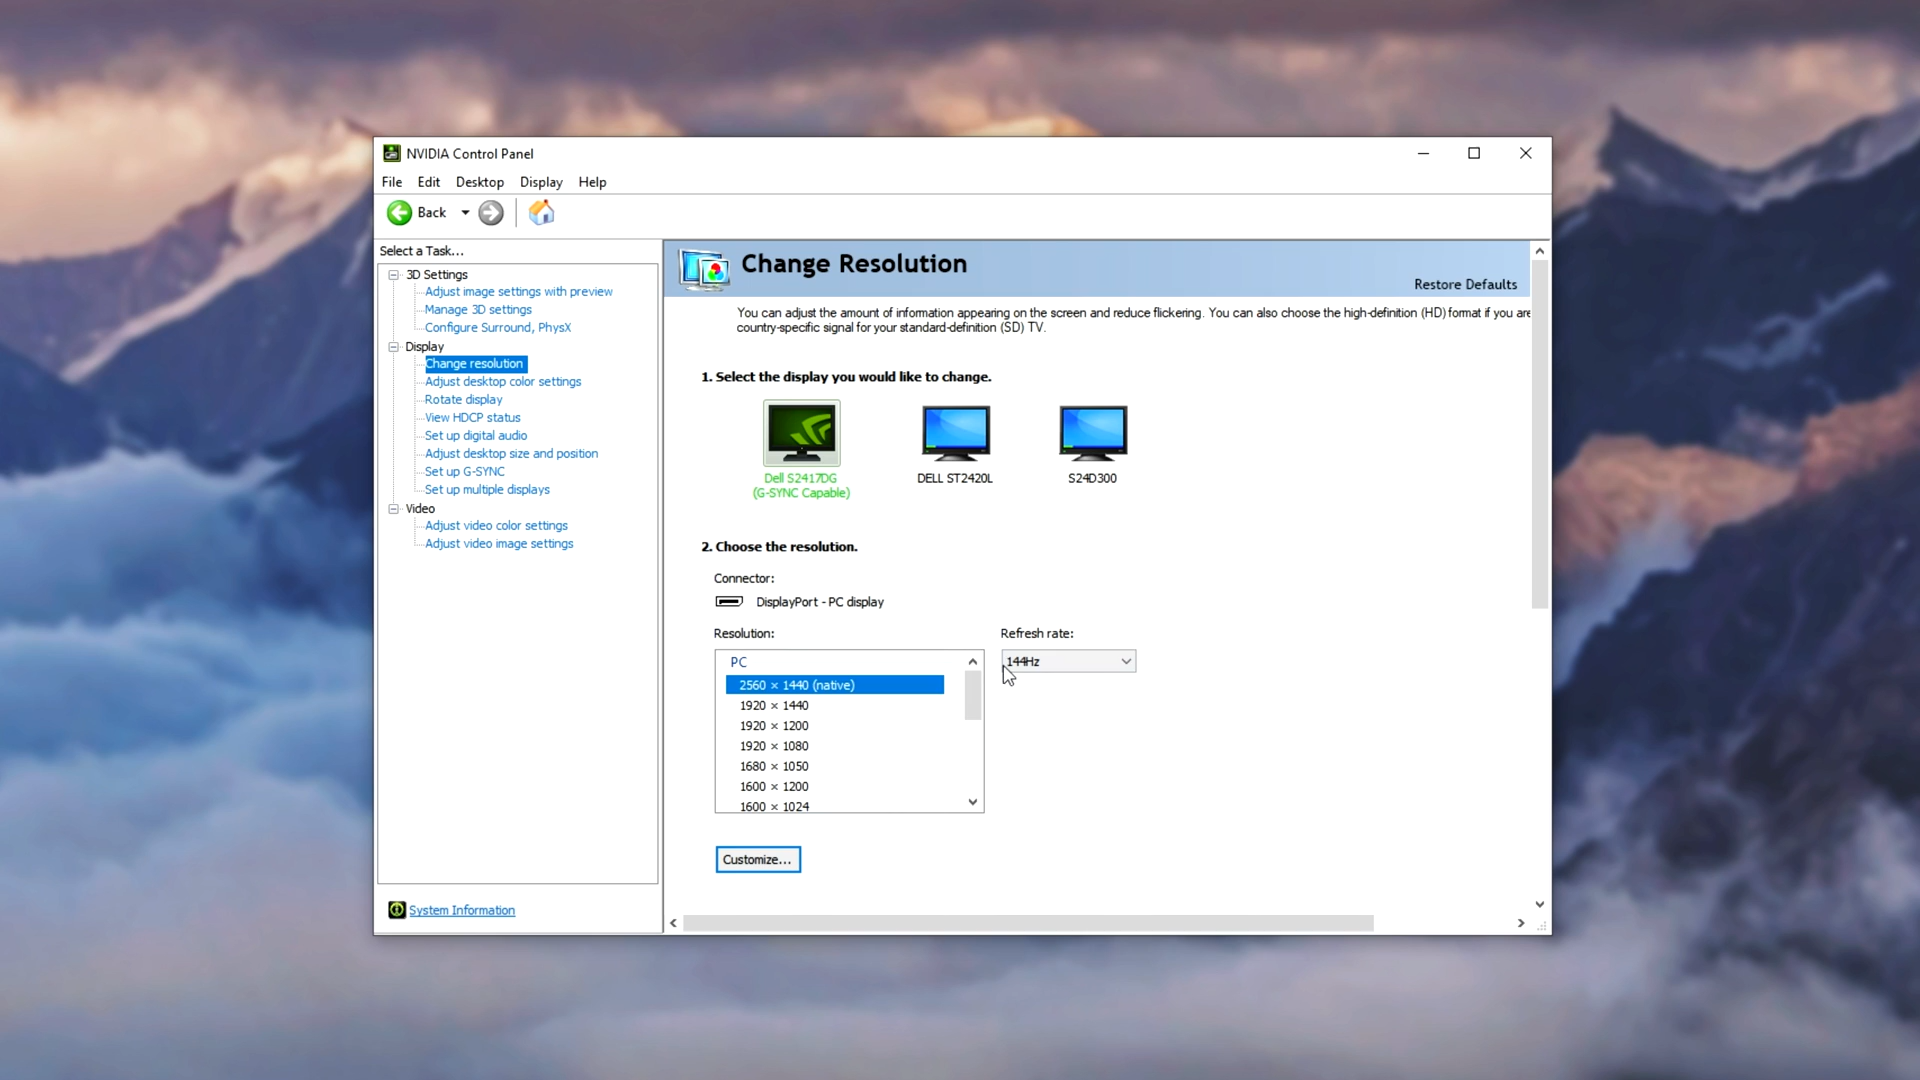 NVIDIA Control Panel
File Edit Desktop Display Help
Back
Select a Task...
3D Settings
Adjust image settings with preview
Manage 3D settings
Configure Surround, PhysX
Display
Change resolution
Adjust desktop color settings
Rotate display
View HDCP status
Set up digital audio
Adjust desktop size and position
Set up G-SYNC
Set up multiple displays
Video
Adjust video color settings
Adjust video image settings
System Information
Change Resolution
Restore Defaults
You can adjust the amount of information appearing on the screen and reduce flickering. You can also choose the high-definition (HD) format if you are
country-specific signal for your standard-definition (SD) TV.
1. Select the display you would like to change.
Dell S2417DG
(G-SYNC Capable)
DELL ST2420L
S24D300
2. Choose the resolution.
Connector:
DisplayPort - PC display
Resolution:
Refresh rate:
PC
144Hz
2560 × 1440 (native)
1920 × 1440
1920 × 1200
1920 × 1080
1680 × 1050
1600 × 1200
1600 × 1024
Customize...